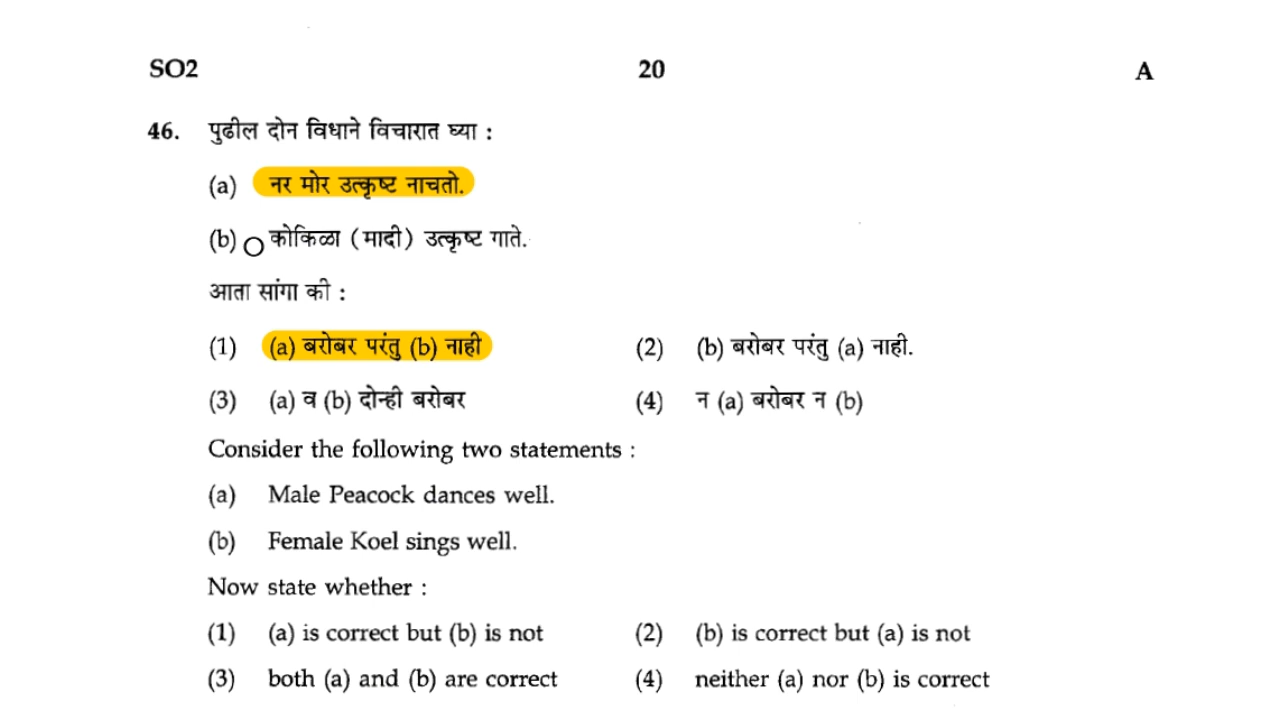 SO2 20 A
46. पुढील दोन विधाने विचारात घ्या :
(a) नर मोर उत्कृष्ट नाचतो.
(b) कोकिळा (मादी) उत्कृष्ट गाते.
आता सांगा की :
(1) (a) बरोबर परंतु (b) नाही (2) (b) बरोबर परंतु (a) नाही.
(3) (a) व (b) दोन्ही बरोबर (4) न (a) बरोबर न (b)
Consider the following two statements :
(a) Male Peacock dances well.
(b) Female Koel sings well.
Now state whether :
(1) (a) is correct but (b) is not (2) (b) is correct but (a) is not
(3) both (a) and (b) are correct (4) neither (a) nor (b) is correct